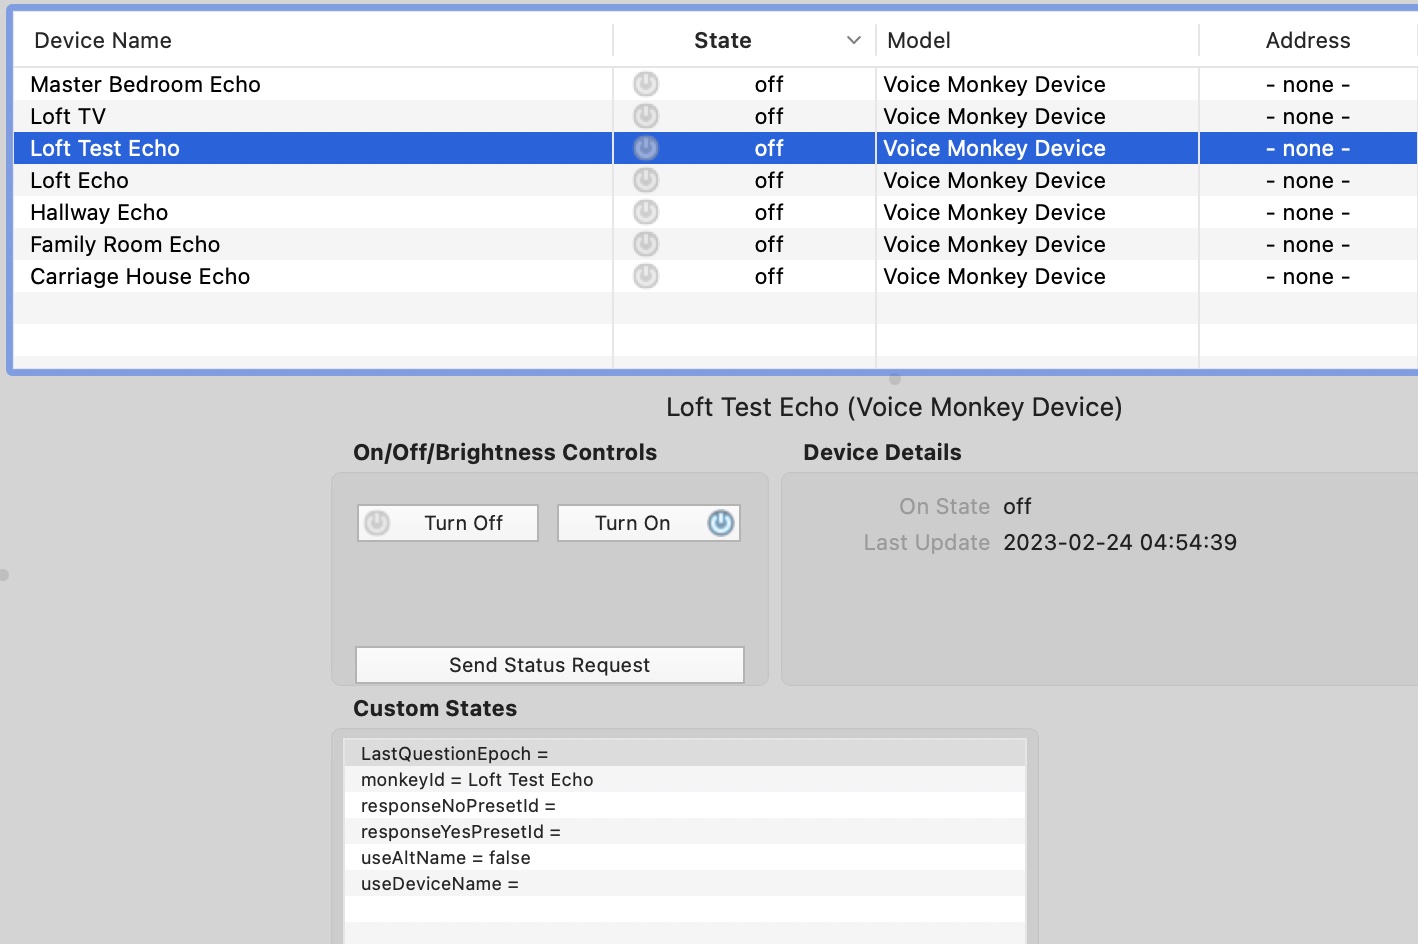 Device Name State Model Address
Master Bedroom Echo off Voice Monkey Device - none -
Loft TV off Voice Monkey Device - none -
Loft Test Echo off Voice Monkey Device - none -
Loft Echo off Voice Monkey Device - none -
Hallway Echo off Voice Monkey Device - none -
Family Room Echo off Voice Monkey Device - none -
Carriage House Echo off Voice Monkey Device - none -
Loft Test Echo (Voice Monkey Device)
On/Off/Brightness Controls
Turn Off Turn On
Send Status Request
Device Details
On State off
Last Update 2023-02-24 04:54:39
Custom States
LastQuestionEpoch =
monkeyId = Loft Test Echo
responseNoPresetId =
responseYesPresetId =
useAltName = false
useDeviceName =